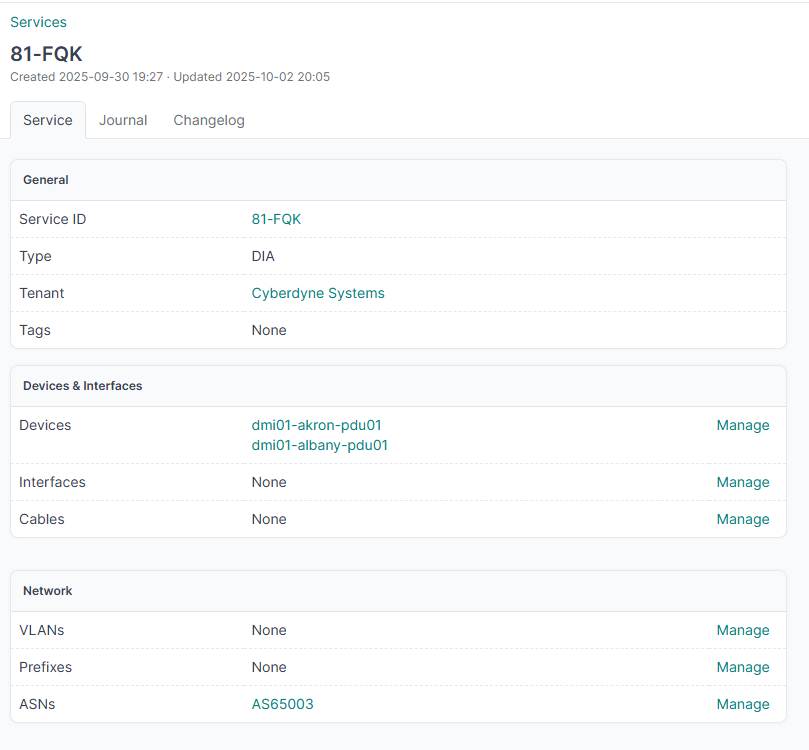 Services
81-FQK
Created 2025-09-30 19:27 · Updated 2025-10-02 20:05
Service Journal Changelog
General
Service ID 81-FQK
Type DIA
Tenant Cyberdyne Systems
Tags None
Devices & Interfaces
Devices dmi01-akron-pdu01 Manage
dmi01-albany-pdu01
Interfaces None Manage
Cables None Manage
Network
VLANs None Manage
Prefixes None Manage
ASNs AS65003 Manage